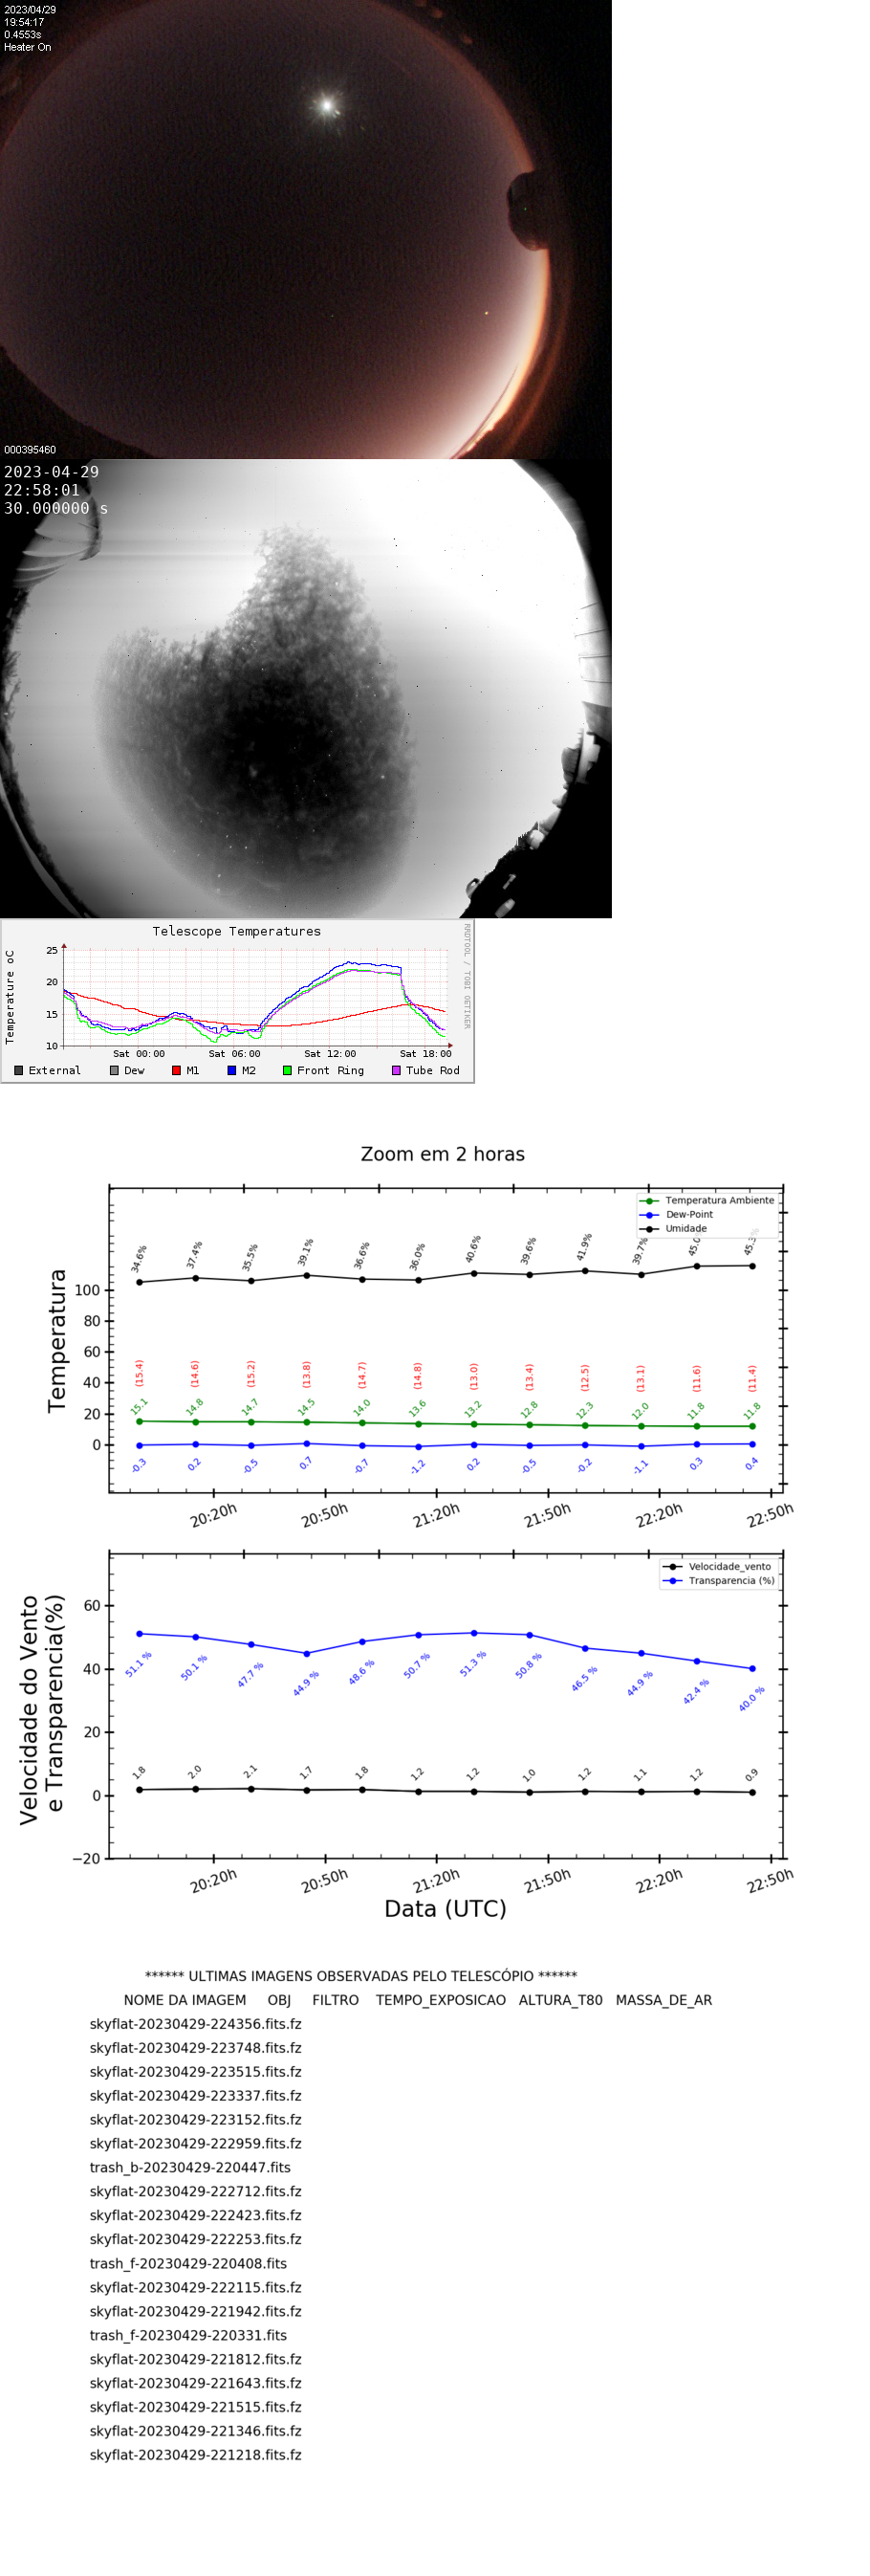 2023/04/29
19:54:17
0.4553s
Heater On
000395460
2023-04-29
22:58:01
30.000000 s
Telescope Temperatures
RRDTOOL / TOBI OETIKER
Temperature oC
25
20
15
10
Sat 00:00 Sat 06:00 Sat 12:00 Sat 18:00
External Dew M1 M2 Front Ring Tube Rod
Zoom em 2 horas
Temperatura Ambiente
Dew-Point
Umidade
34.6% 37.4% 35.5% 39.1% 36.6% 36.0% 40.6% 39.6% 41.9% 39.7%
Temperatura
100
80
60
40
20
0
(15.4) (14.6) (15.2) (13.8) (14.7) (14.8) (13.0) (13.4) (12.5) (13.1) (11.6) (11.4)
15.1 14.8 14.7 14.5 14.0 13.6 13.2 12.8 12.3 12.0 11.8 11.8
-0.3 0.2 -0.5 0.7 -0.7 -1.2 0.2 -0.5 -0.2 -1.1 0.3 0.4
20:20h 20:50h 21:20h 21:50h 22:20h 22:50h
Velocidade_vento
Transparencia (%)
Velocidade do Vento
e Transparencia(%)
60
40
20
0
−20
51.1 % 50.1 % 47.7 % 44.9 % 48.6 % 50.7 % 51.3 % 50.8 % 46.5 % 44.9 % 42.4 % 40.0 %
1.8 2.0 2.1 1.7 1.8 1.2 1.2 1.0 1.2 1.1 1.2 0.9
20:20h 20:50h 21:20h 21:50h 22:20h 22:50h
Data (UTC)
****** ULTIMAS IMAGENS OBSERVADAS PELO TELESCÓPIO ******
NOME DA IMAGEM OBJ FILTRO TEMPO_EXPOSICAO ALTURA_T80 MASSA_DE_AR
skyflat-20230429-224356.fits.fz
skyflat-20230429-223748.fits.fz
skyflat-20230429-223515.fits.fz
skyflat-20230429-223337.fits.fz
skyflat-20230429-223152.fits.fz
skyflat-20230429-222959.fits.fz
trash_b-20230429-220447.fits
skyflat-20230429-222712.fits.fz
skyflat-20230429-222423.fits.fz
skyflat-20230429-222253.fits.fz
trash_f-20230429-220408.fits
skyflat-20230429-222115.fits.fz
skyflat-20230429-221942.fits.fz
trash_f-20230429-220331.fits
skyflat-20230429-221812.fits.fz
skyflat-20230429-221643.fits.fz
skyflat-20230429-221515.fits.fz
skyflat-20230429-221346.fits.fz
skyflat-20230429-221218.fits.fz